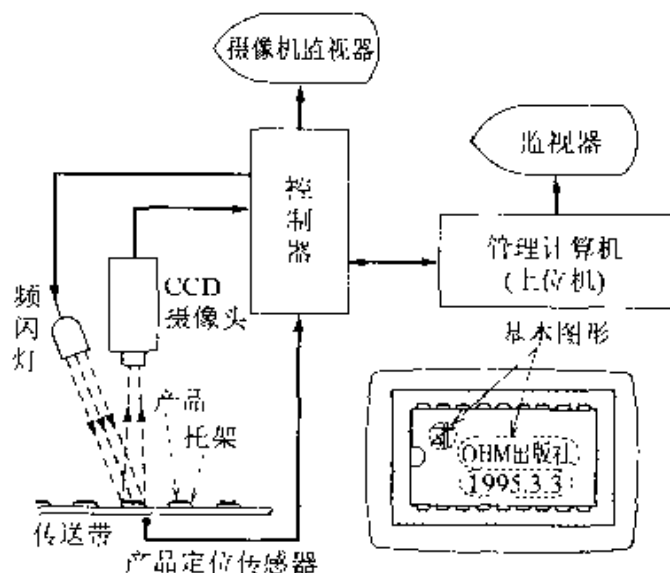 摄像机监视器
监视器
控制器
管理计算机
(上位机)
CCD
摄像头
频闪灯
基本图形
产品
托架
OHM出版社
1995.3.3
传送带
产品定位传感器